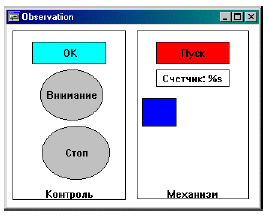 Observation
OK
Внимание
Стоп
Контроль
Пуск
Счетчик: %s
Механизм